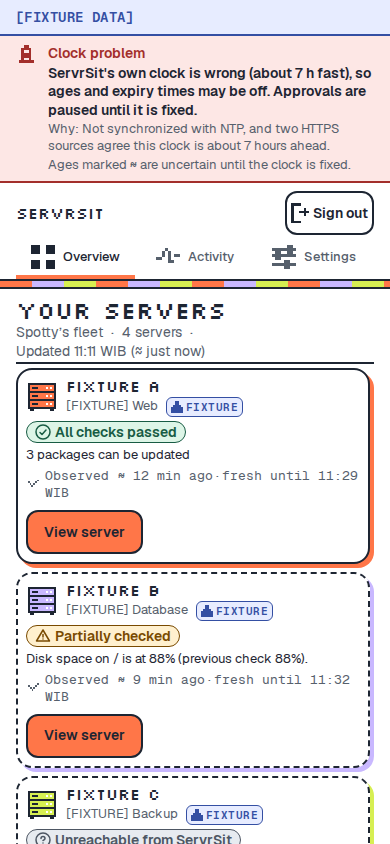 [FIXTURE DATA]
Clock problem
ServrSit's own clock is wrong (about 7 h fast), so
ages and expiry times may be off. Approvals are
paused until it is fixed.
Why: Not synchronized with NTP, and two HTTPS
sources agree this clock is about 7 hours ahead.
Ages marked ≈ are uncertain until the clock is fixed.
SERVRSIT
Sign out
Overview
Activity
Settings
YOUR SERVERS
Spotty's fleet · 4 servers ·
Updated 11:11 WIB (≈ just now)
FIXTURE A
[FIXTURE] Web FIXTURE
All checks passed
3 packages can be updated
Observed ≈ 12 min ago·fresh until 11:29
WIB
View server
FIXTURE B
[FIXTURE] Database FIXTURE
Partially checked
Disk space on / is at 88% (previous check 88%).
Observed ≈ 9 min ago·fresh until 11:32
WIB
View server
FIXTURE C
[FIXTURE] Backup FIXTURE
Unreachable from ServrSit